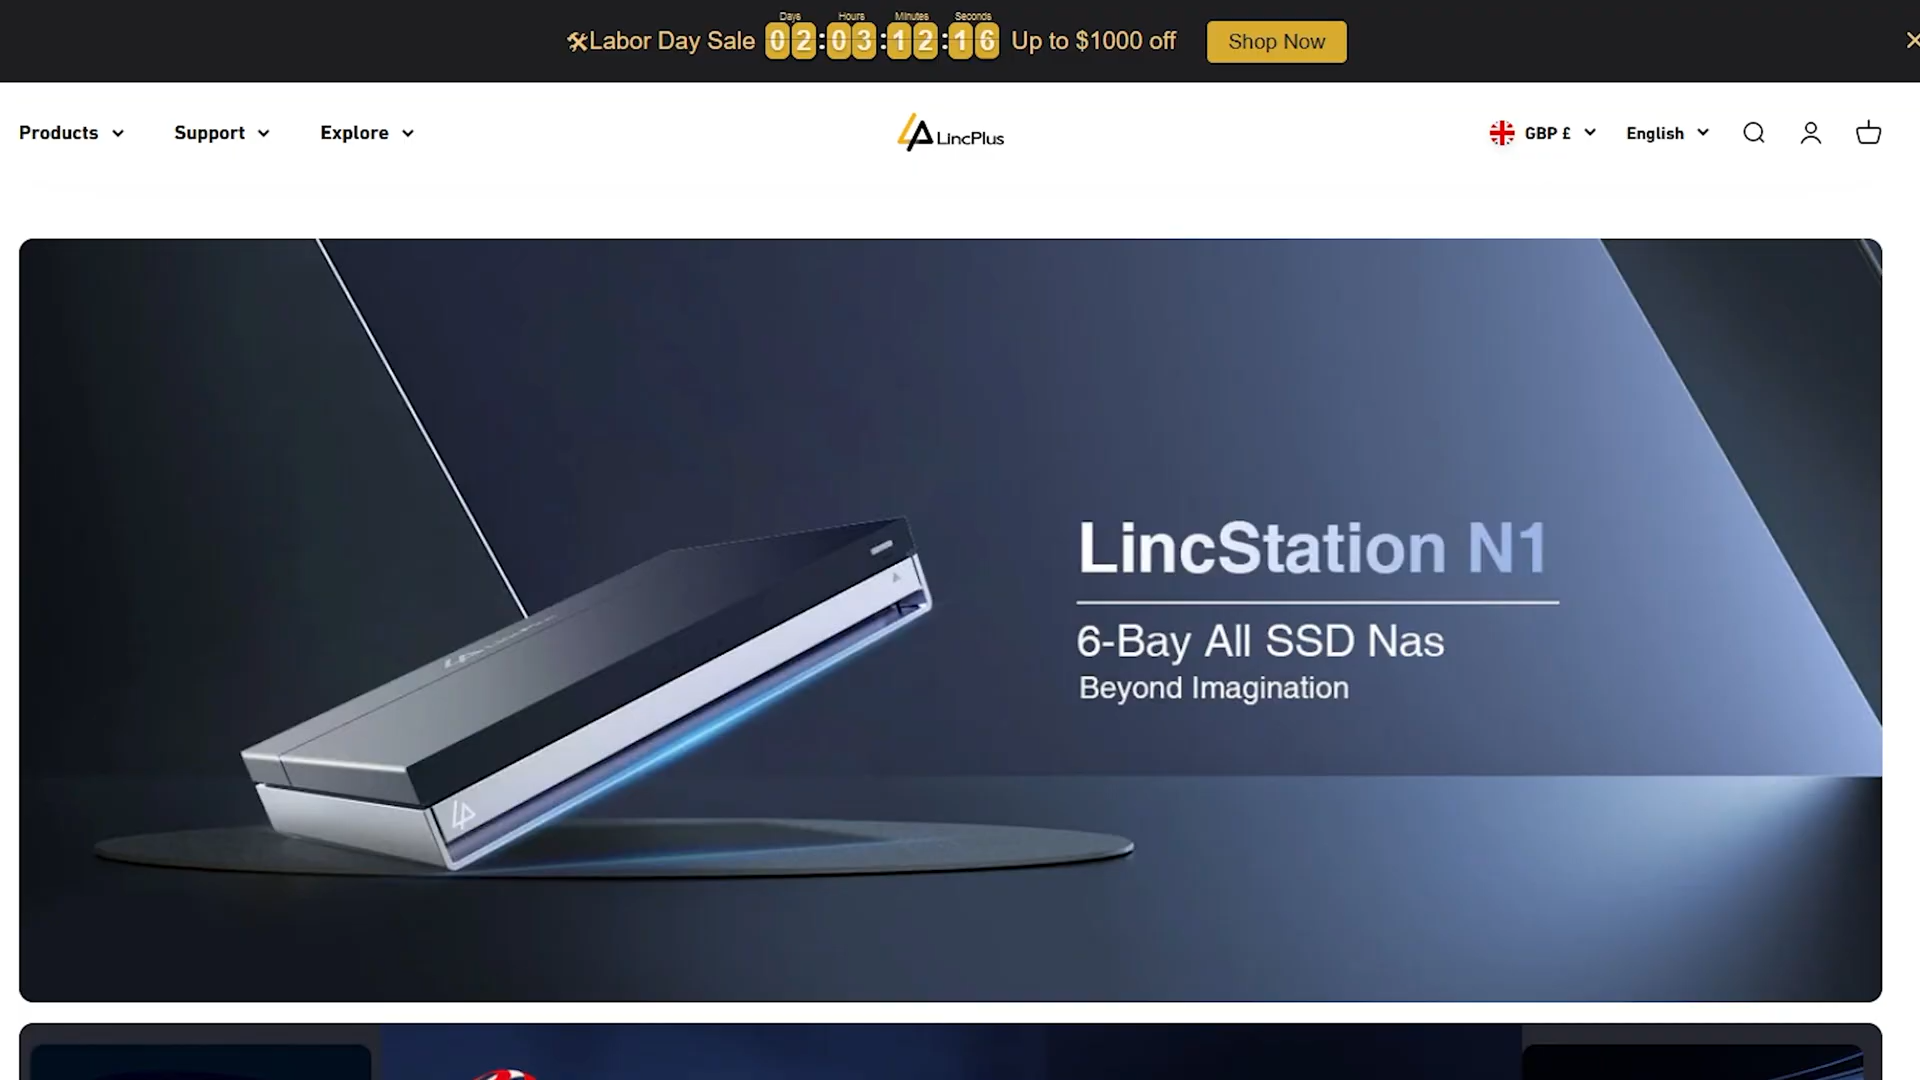 Days Hours Minutes Seconds
Labor Day Sale 02:03:12:16 Up to $1000 off Shop Now
Products Support Explore LincPlus GBP £ English
LincStation N1
6-Bay All SSD Nas
Beyond Imagination